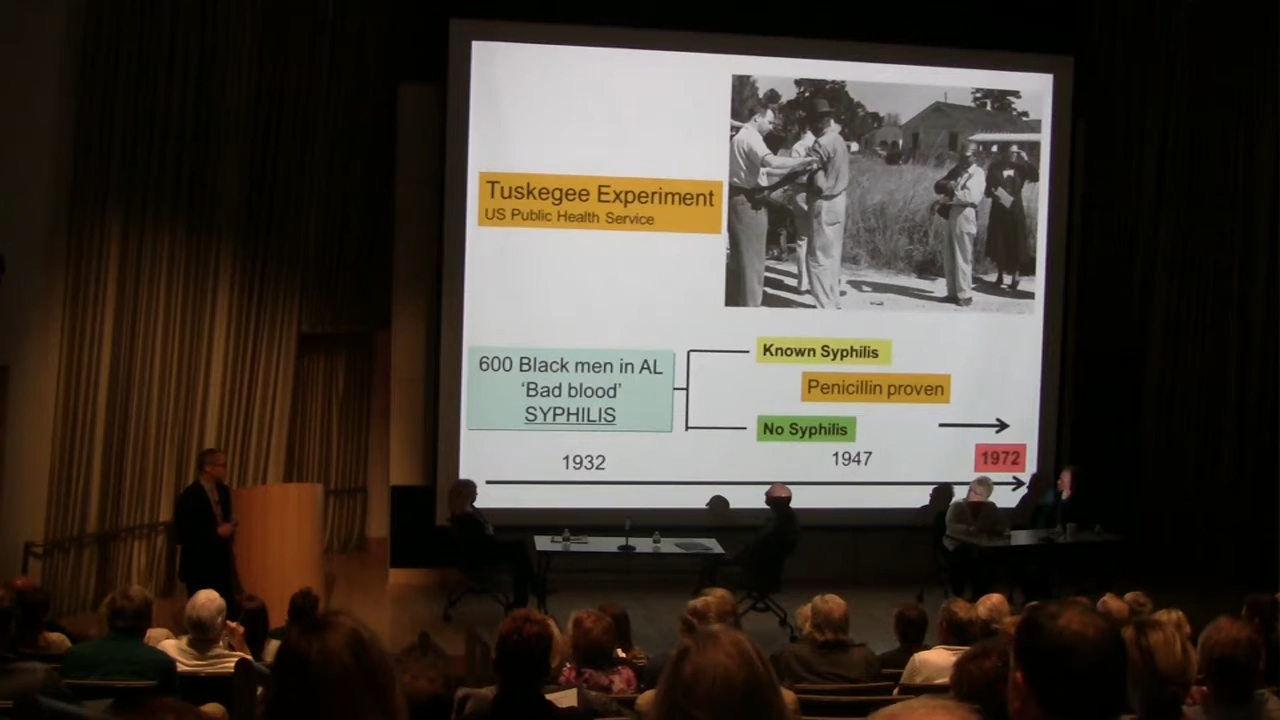 Tuskegee Experiment
US Public Health Service
600 Black men in AL
‘Bad blood’
SYPHILIS
Known Syphilis
Penicillin proven
No Syphilis
1932
1947
1972